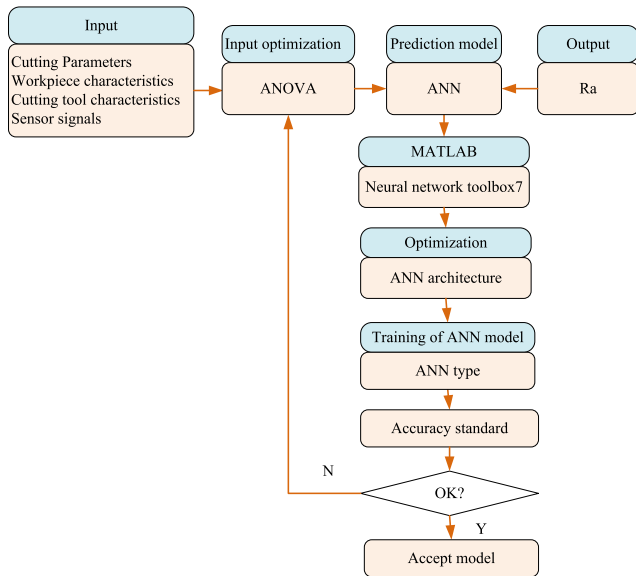 Input
Cutting Parameters
Workpiece characteristics
Cutting tool characteristics
Sensor signals
Input optimization
ANOVA
Prediction model
ANN
Output
Ra
MATLAB
Neural network toolbox7
Optimization
ANN architecture
Training of ANN model
ANN type
Accuracy standard
N
OK?
Y
Accept model